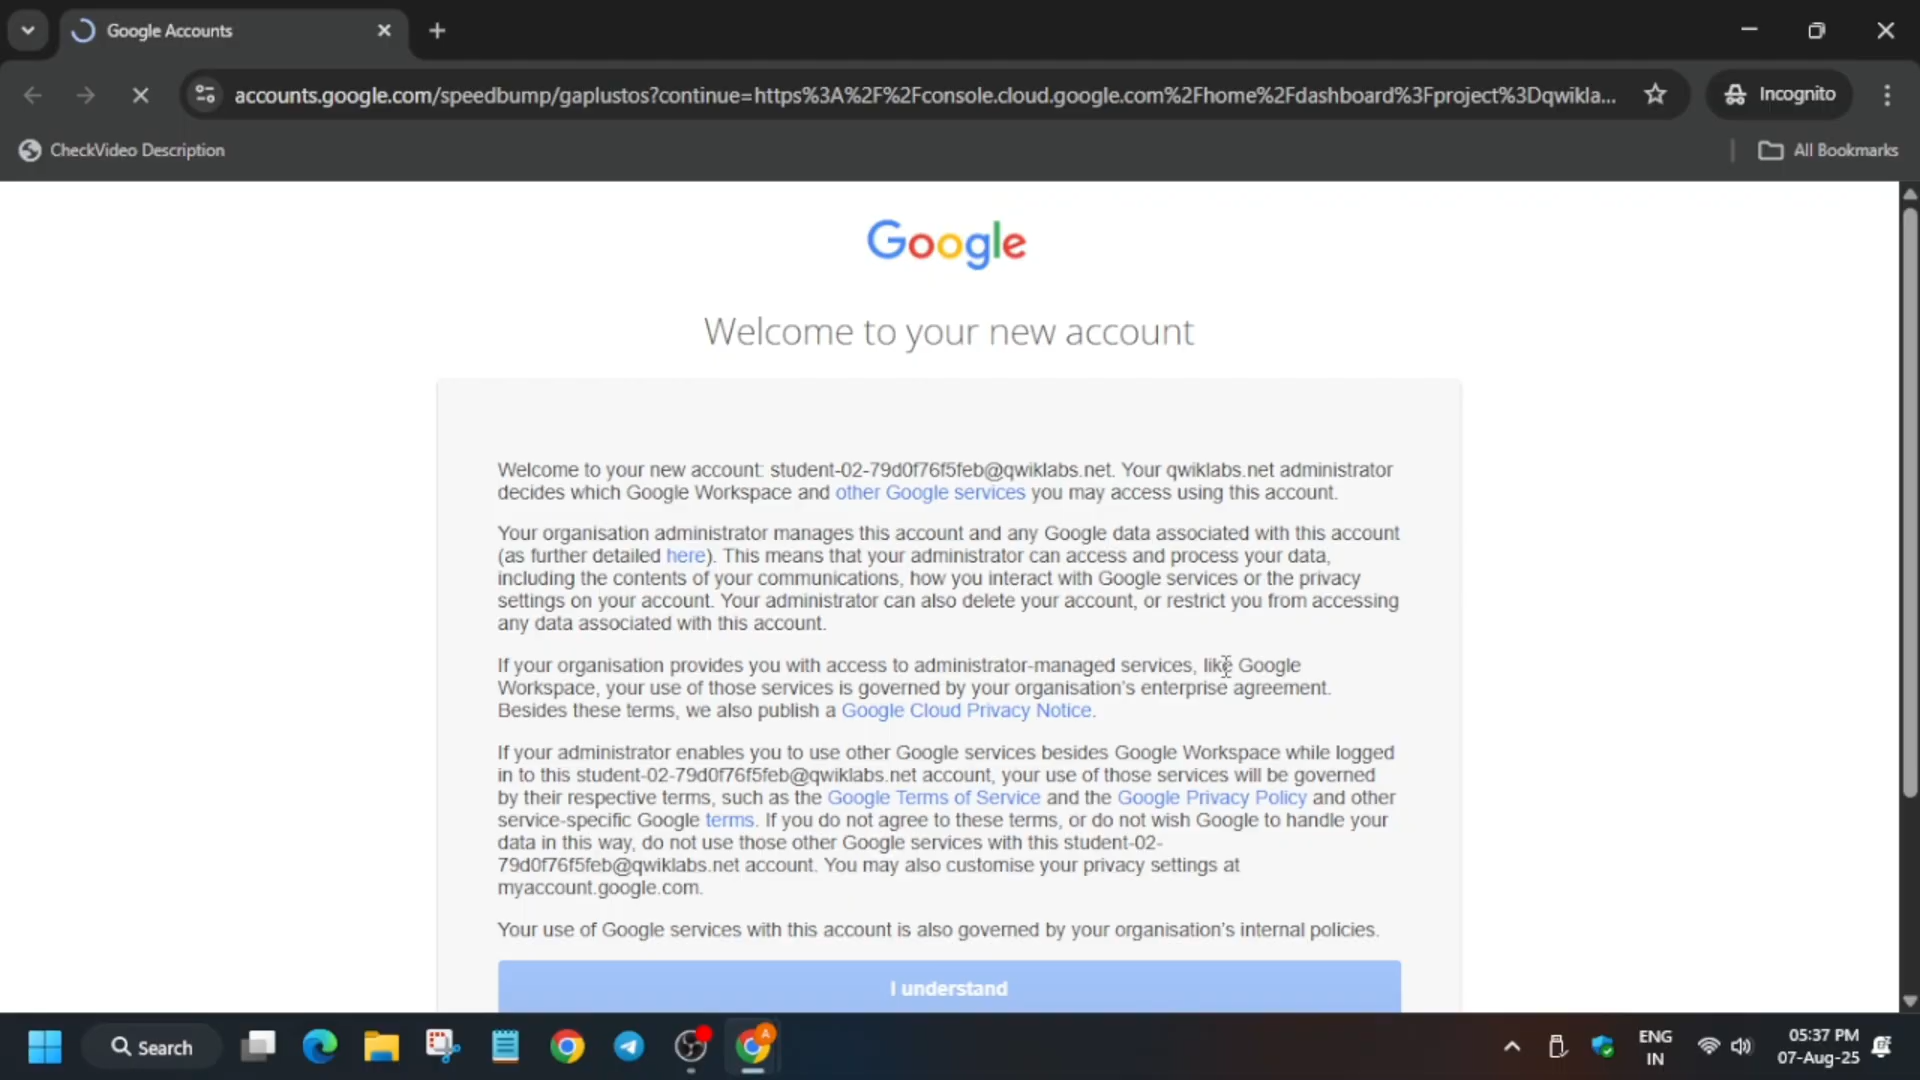 Google Accounts
accounts.google.com/speedbump/gaplustos?continue=https%3A%2F%2Fconsole.cloud.google.com%2Fhome%2Fdashboard%3Fproject%3Dqwikla...
Incognito
CheckVideo Description
All Bookmarks
Google
Welcome to your new account
Welcome to your new account: student-02-79d0f76f5feb@qwiklabs.net. Your qwiklabs.net administrator
decides which Google Workspace and other Google services you may access using this account.
Your organisation administrator manages this account and any Google data associated with this account
(as further detailed here). This means that your administrator can access and process your data,
including the contents of your communications, how you interact with Google services or the privacy
settings on your account. Your administrator can also delete your account, or restrict you from accessing
any data associated with this account.
If your organisation provides you with access to administrator-managed services, like Google
Workspace, your use of those services is governed by your organisation's enterprise agreement.
Besides these terms, we also publish a Google Cloud Privacy Notice.
If your administrator enables you to use other Google services besides Google Workspace while logged
in to this student-02-79d0f76f5feb@qwiklabs.net account, your use of those services will be governed
by their respective terms, such as the Google Terms of Service and the Google Privacy Policy and other
service-specific Google terms. If you do not agree to these terms, or do not wish Google to handle your
data in this way, do not use those other Google services with this student-02-
79d0f76f5feb@qwiklabs.net account. You may also customise your privacy settings at
myaccount.google.com.
Your use of Google services with this account is also governed by your organisation's internal policies.
I understand
Search
A
ENG
IN
05:37 PM
07-Aug-25